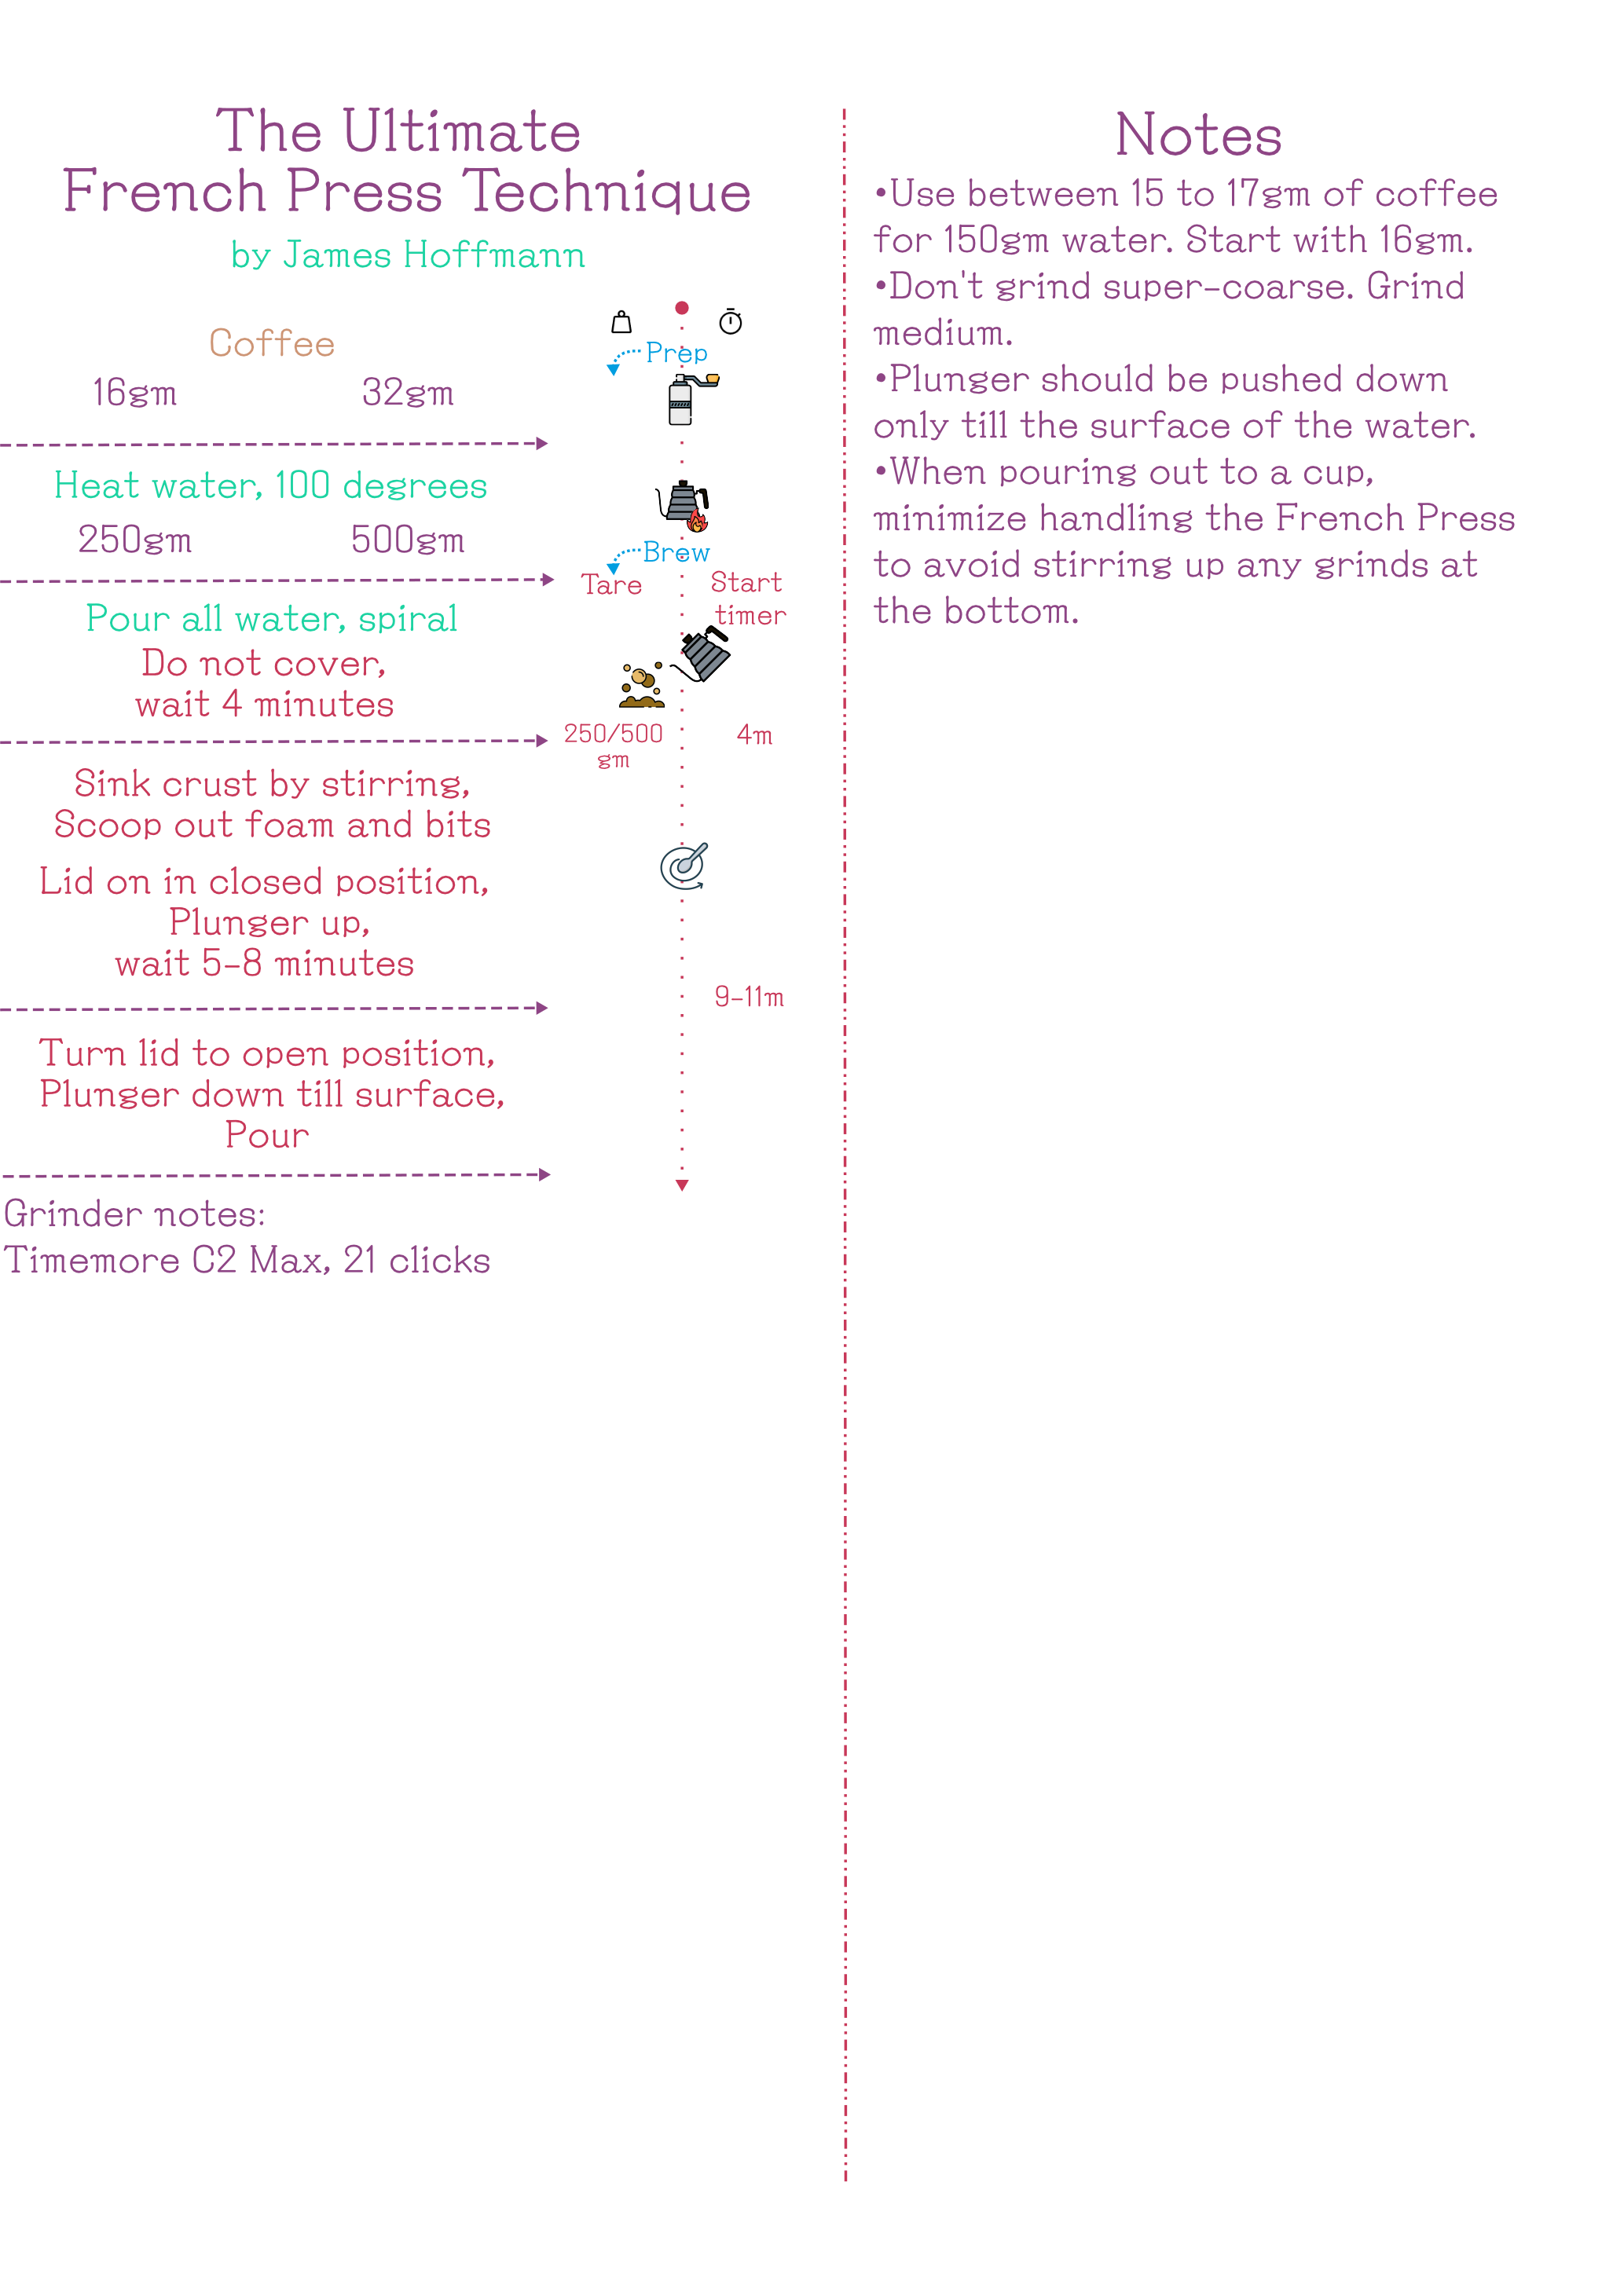 The Ultimate
French Press Technique
by James Hoffmann
Coffee
16gm 32gm
Prep
Heat water, 100 degrees
250gm 500gm
Brew
Tare
Start
timer
Pour all water, spiral
Do not cover,
wait 4 minutes
250/500
gm
4m
Sink crust by stirring,
Scoop out foam and bits
Lid on in closed position,
Plunger up,
wait 5-8 minutes
9-11m
Turn lid to open position,
Plunger down till surface,
Pour
Grinder notes:
Timemore C2 Max, 21 clicks
Notes
•Use between 15 to 17gm of coffee
for 150gm water. Start with 16gm.
•Don't grind super-coarse. Grind
medium.
•Plunger should be pushed down
only till the surface of the water.
•When pouring out to a cup,
minimize handling the French Press
to avoid stirring up any grinds at
the bottom.